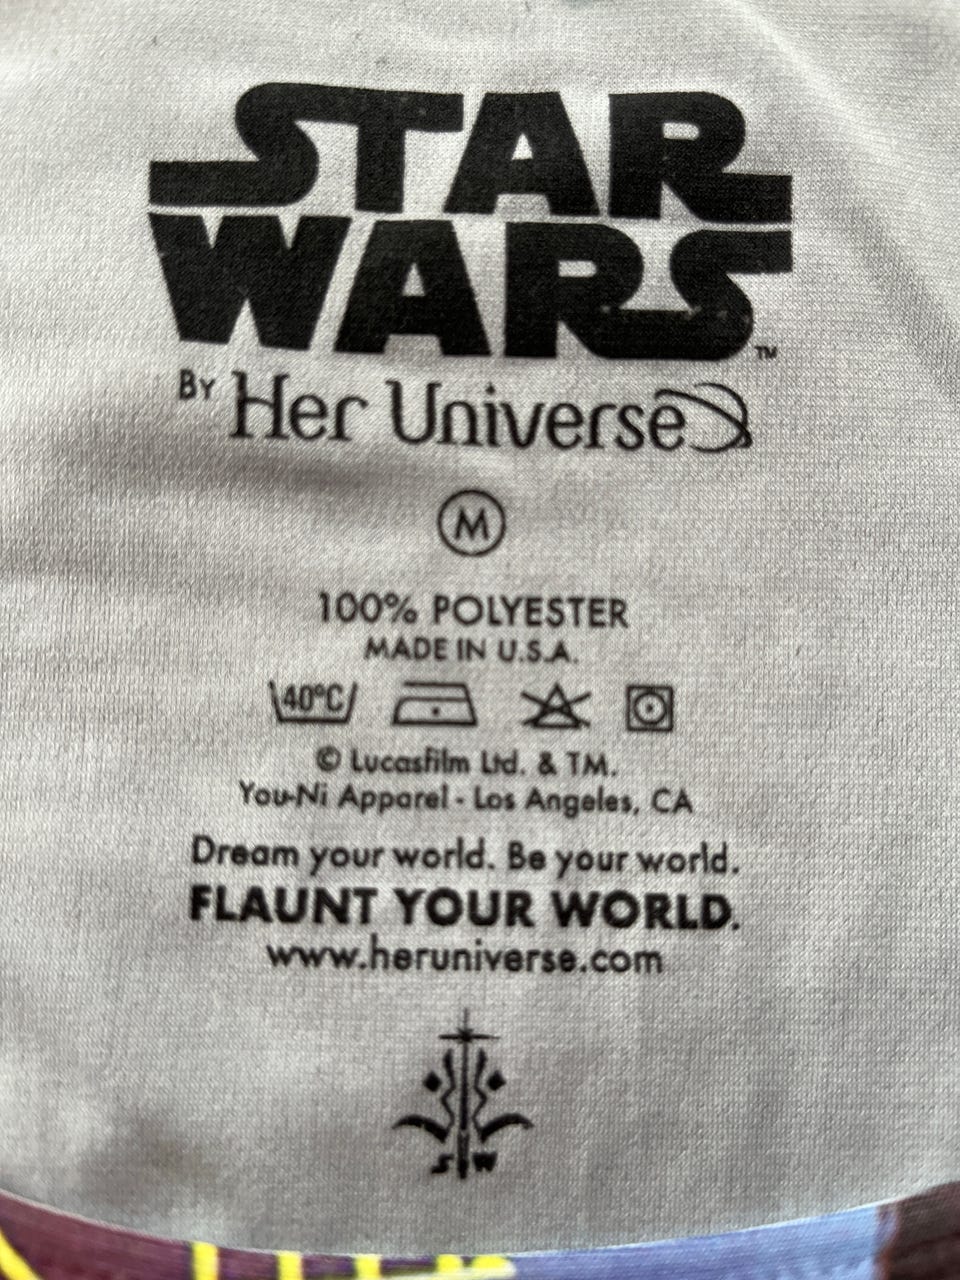 STAR
WARS™
BY Her Universe
M
100% POLYESTER
MADE IN U.S.A.
40°C
© Lucasfilm Ltd. & TM.
You-Ni Apparel - Los Angeles, CA
Dream your world. Be your world.
FLAUNT YOUR WORLD.
www.heruniverse.com
S W